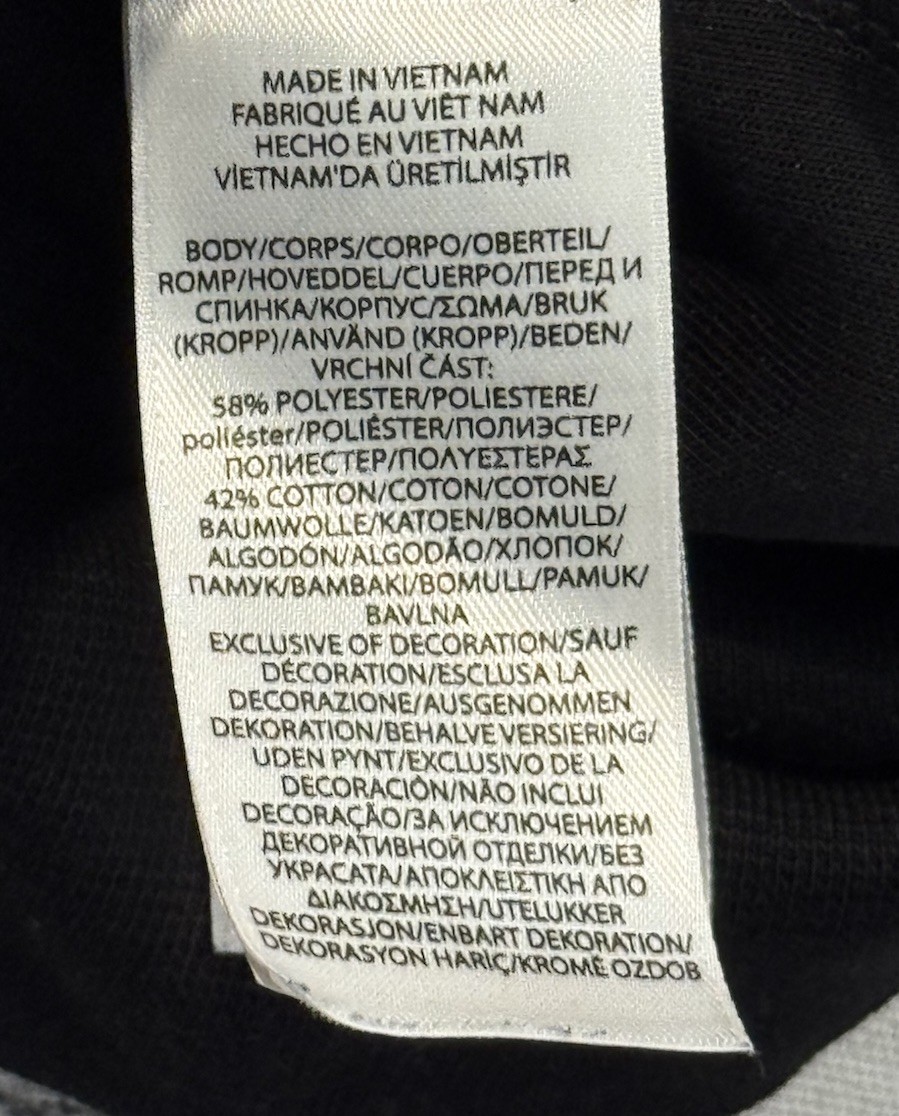 MADE IN VIETNAM
FABRIQUÉ AU VIÊT NAM
HECHO EN VIETNAM
VİETNAM'DA ÜRETİLMİŞTİR
BODY/CORPS/CORPO/OBERTEIL/
ROMP/HOVEDDEL/CUERPO/ПЕРЕД И
СПИНКА/КОРПУС/ΣΩΜΑ/BRUK
(KROPP)/ANVÄND (KROPP)/BEDEN/
VRCHNÍ ČÁST:
58% POLYESTER/POLIESTERE/
poliéster/POLIÉSTER/ПОЛИЭСТЕР/
ПОЛИЕСТЕР/ΠΟΛΥΕΣΤΕΡΑΣ
42% COTTON/COTON/COTONE/
BAUMWOLLE/KATOEN/BOMULD/
ALGODÓN/ALGODÃO/ХЛОПОК/
ПАМУК/ΒΑΜΒΑΚΙ/BOMULL/PAMUK/
BAVLNA
EXCLUSIVE OF DECORATION/SAUF
DÉCORATION/ESCLUSA LA
DECORAZIONE/AUSGENOMMEN
DEKORATION/BEHALVE VERSIERING/
UDEN PYNT/EXCLUSIVO DE LA
DECORACIÓN/NÃO INCLUI
DECORAÇÃO/ЗА ИСКЛЮЧЕНИЕМ
ДЕКОРАТИВНОЙ ОТДЕЛКИ/БЕЗ
УКРАСАТА/ΑΠΟΚΛΕΙΣΤΙΚΗ ΑΠΟ
ΔΙΑΚΟΣΜΗΣΗ/UTELUKKER
DEKORASJON/ENBART DEKORATION/
DEKORASYON HARİÇ/KROMĚ OZDOB